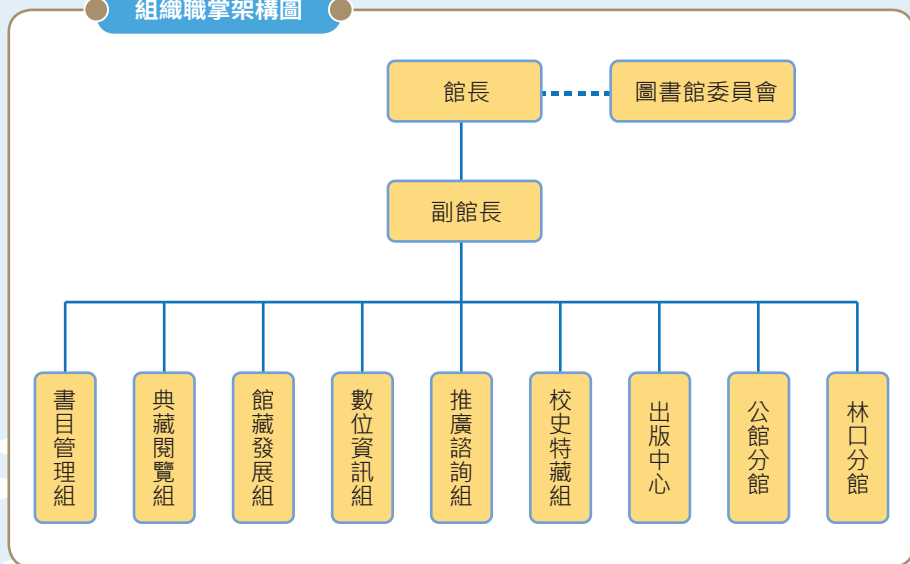 組織職掌架構圖
館長
圖書館委員會
副館長
書目管理組
典藏閱覽組
館藏發展組
數位資訊組
推廣諮詢組
校史特藏組
出版中心
公館分館
林口分館